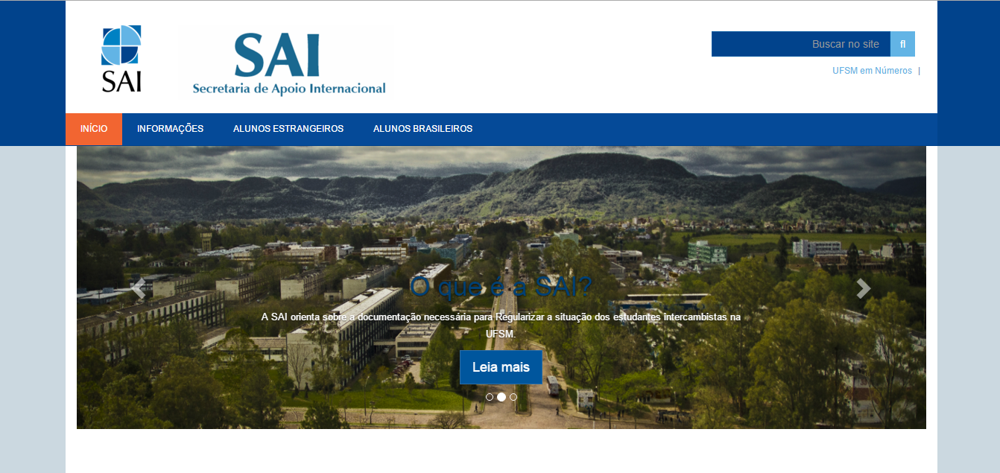 SAI
SAI
Secretaria de Apoio Internacional
Buscar no site
UFSM em Números |
INÍCIO INFORMAÇÕES ALUNOS ESTRANGEIROS ALUNOS BRASILEIROS
O que é a SAI?
A SAI orienta sobre a documentação necessária para Regularizar a situação dos estudantes intercambistas na
UFSM.
Leia mais